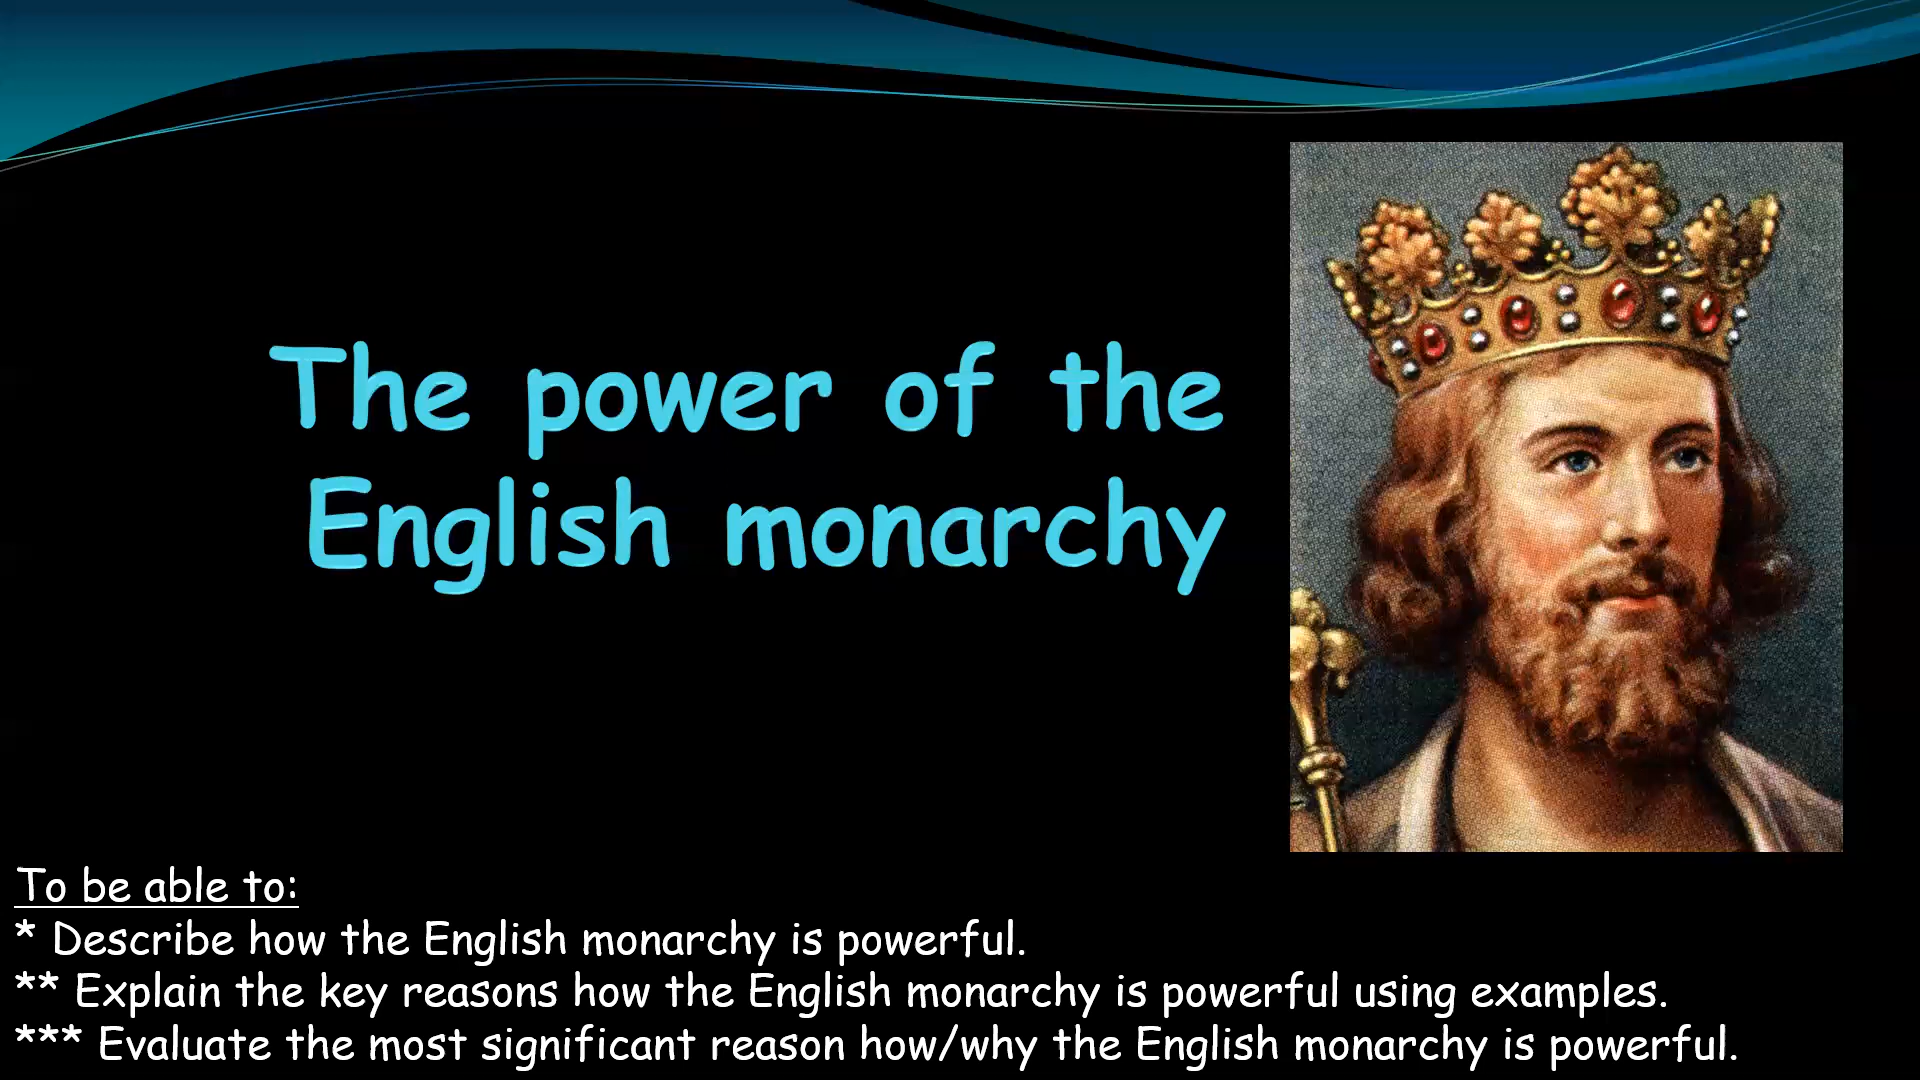 The power of the
English monarchy
To be able to:
* Describe how the English monarchy is powerful.
** Explain the key reasons how the English monarchy is powerful using examples.
*** Evaluate the most significant reason how/why the English monarchy is powerful.